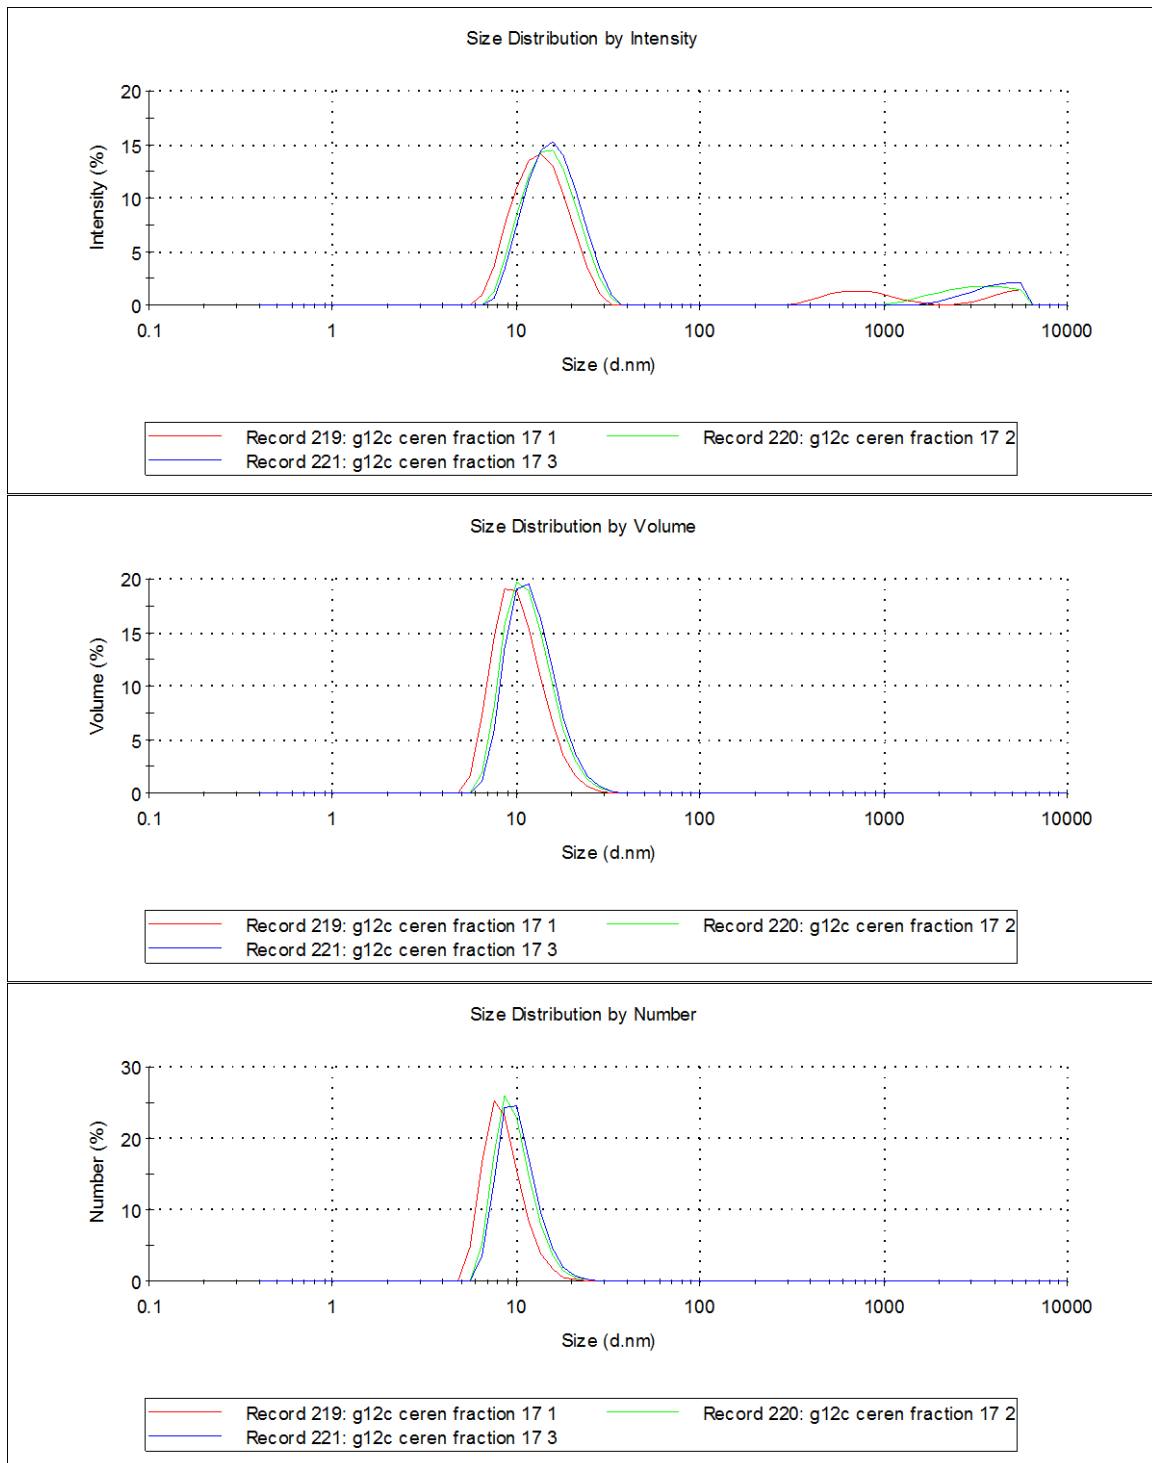 Size Distribution by Intensity
20
15
10
5
0
Intensity (%)
0.1 1 10 100 1000 10000
Size (d.nm)
Record 219: g12c ceren fraction 17 1 Record 220: g12c ceren fraction 17 2
Record 221: g12c ceren fraction 17 3
Size Distribution by Volume
20
15
10
5
0
Volume (%)
0.1 1 10 100 1000 10000
Size (d.nm)
Record 219: g12c ceren fraction 17 1 Record 220: g12c ceren fraction 17 2
Record 221: g12c ceren fraction 17 3
Size Distribution by Number
30
20
10
0
Number (%)
0.1 1 10 100 1000 10000
Size (d.nm)
Record 219: g12c ceren fraction 17 1 Record 220: g12c ceren fraction 17 2
Record 221: g12c ceren fraction 17 3